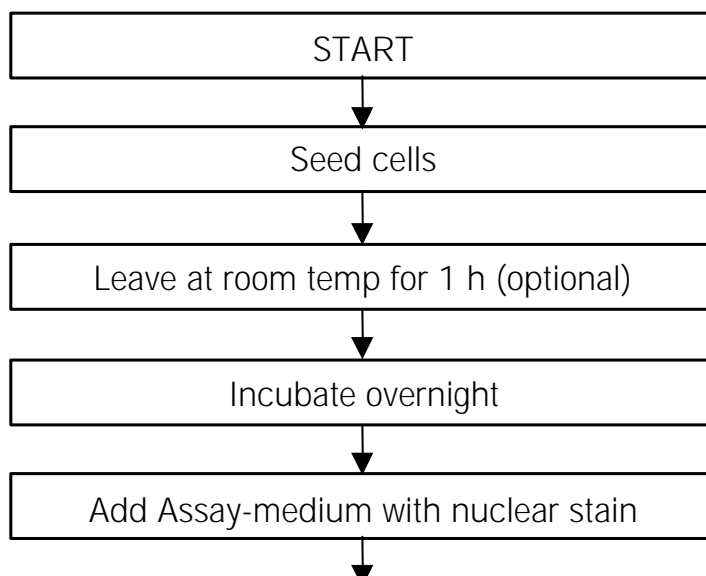 START
Seed cells
Leave at room temp for 1 h (optional)
Incubate overnight
Add Assay-medium with nuclear stain